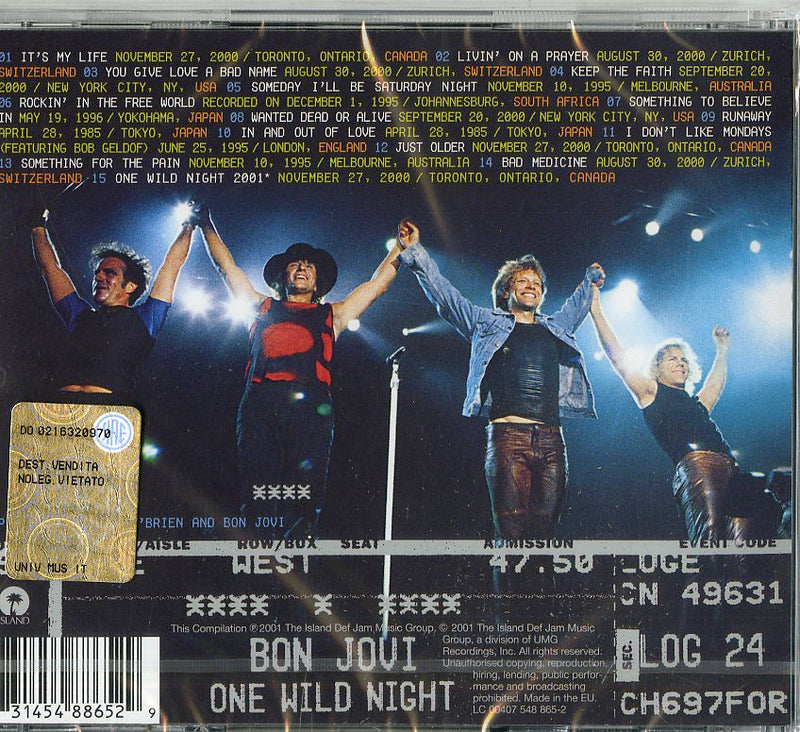 01 IT'S MY LIFE NOVEMBER 27, 2000 / TORONTO, ONTARIO, CANADA 02 LIVIN' ON A PRAYER AUGUST 30, 2000 / ZURICH,
SWITZERLAND 03 YOU GIVE LOVE A BAD NAME AUGUST 30, 2000 / ZURICH, SWITZERLAND 04 KEEP THE FAITH SEPTEMBER 20,
2000 / NEW YORK CITY, NY, USA 05 SOMEDAY I'LL BE SATURDAY NIGHT NOVEMBER 10, 1995 / MELBOURNE, AUSTRALIA
06 ROCKIN' IN THE FREE WORLD RECORDED ON DECEMBER 1, 1995 / JOHANNESBURG, SOUTH AFRICA 07 SOMETHING TO BELIEVE
IN MAY 19, 1996 / YOKOHAMA, JAPAN 08 WANTED DEAD OR ALIVE SEPTEMBER 20, 2000 / NEW YORK CITY, NY, USA 09 RUNAWAY
APRIL 28, 1985 / TOKYO, JAPAN 10 IN AND OUT OF LOVE APRIL 28, 1985 / TOKYO, JAPAN 11 I DON'T LIKE MONDAYS
(FEATURING BOB GELDOF) JUNE 25, 1995 / LONDON, ENGLAND 12 JUST OLDER NOVEMBER 27, 2000 / TORONTO, ONTARIO, CANADA
13 SOMETHING FOR THE PAIN NOVEMBER 10, 1995 / MELBOURNE, AUSTRALIA 14 BAD MEDICINE AUGUST 30, 2000 / ZURICH,
SWITZERLAND 15 ONE WILD NIGHT 2001* NOVEMBER 27, 2000 / TORONTO, ONTARIO, CANADA
DQ 0216320970
DEST.VENDITA
NOLEG.VIETATO
UNIV MUS IT
****
O'BRIEN AND BON JOVI
/AISLE ROW/BOX SEAT ADMISSION EVENT CODE
WEST 47.50 LOGE
**** * **** CN 49631
ISLAND
This Compilation ℗ 2001 The Island Def Jam Music Group, © 2001 The Island Def Jam Music
Group, a division of UMG
Recordings, Inc. All rights reserved.
Unauthorised copying, reproduction,
hiring, lending, public perfor-
mance and broadcasting
prohibited. Made in the EU.
LC 00407 548 865-2
BON JOVI
ONE WILD NIGHT
SEC. LOG 24
CH697FOR
31454 88652 9